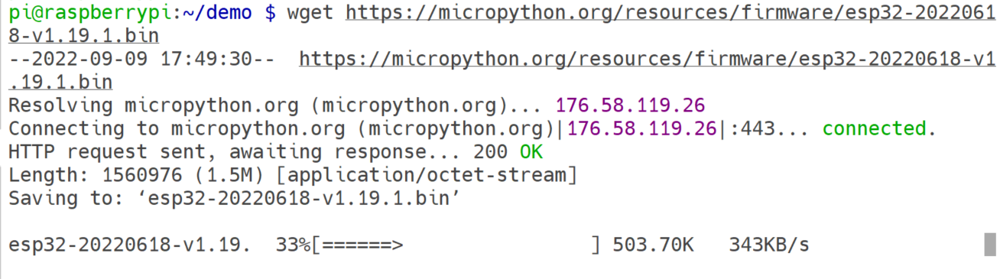 pi@raspberrypi:~/demo $ wget https://micropython.org/resources/firmware/esp32-2022061
8-v1.19.1.bin
--2022-09-09 17:49:30--  https://micropython.org/resources/firmware/esp32-20220618-v1
.19.1.bin
Resolving micropython.org (micropython.org)... 176.58.119.26
Connecting to micropython.org (micropython.org)|176.58.119.26|:443... connected.
HTTP request sent, awaiting response... 200 OK
Length: 1560976 (1.5M) [application/octet-stream]
Saving to: ‘esp32-20220618-v1.19.1.bin’
esp32-20220618-v1.19.  33%[======>                ] 503.70K   343KB/s